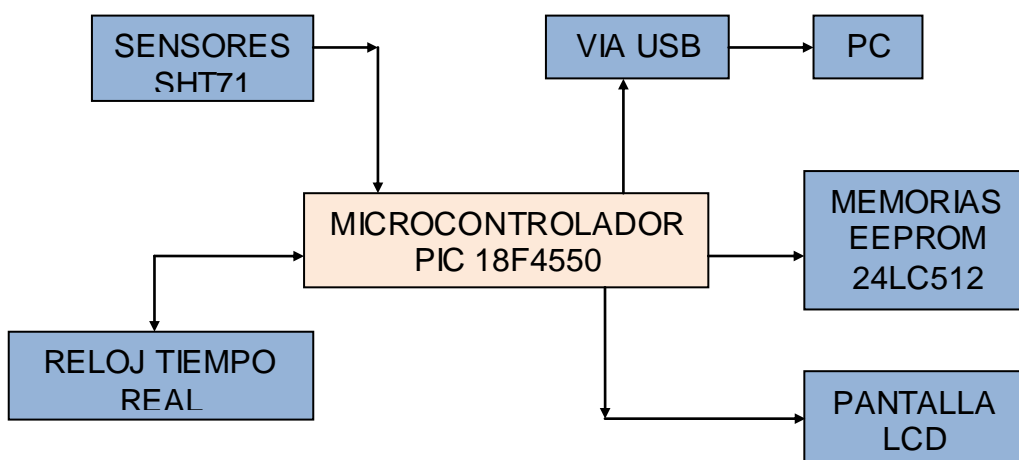 SENSORES
SHT71
VIA USB
PC
MICROCONTROLADOR
PIC 18F4550
MEMORIAS
EEPROM
24LC512
RELOJ TIEMPO
REAL
PANTALLA
LCD